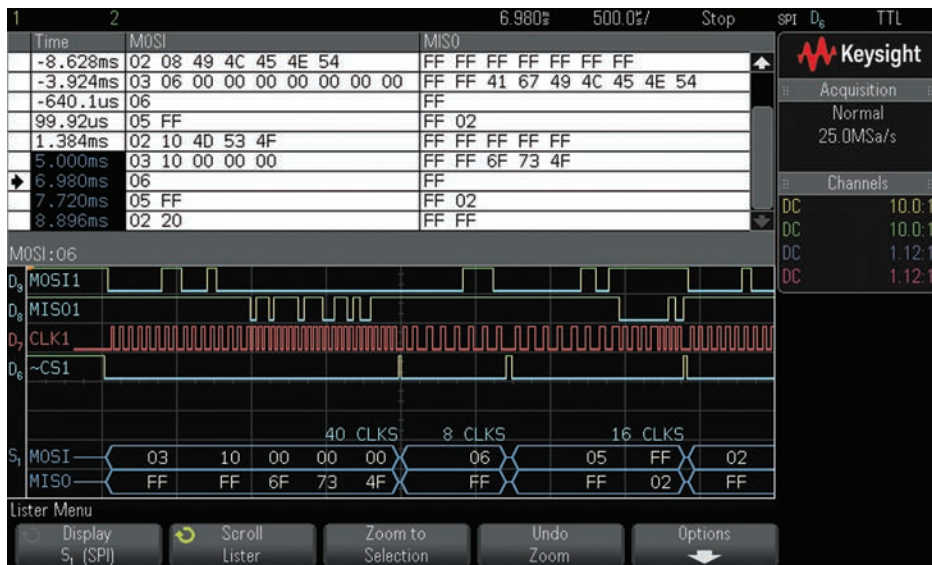 1 2 6.980ms 500.0us/ Stop SPI D6 TTL
Time MOSI MISO
-8.628ms 02 08 49 4C 45 4E 54 FF FF FF FF FF FF FF
-3.924ms 03 06 00 00 00 00 00 00 00 FF FF 41 67 49 4C 45 4E 54
-640.1us 06 FF
99.92us 05 FF FF 02
1.384ms 02 10 4D 53 4F FF FF FF FF FF
5.000ms 03 10 00 00 00 FF FF 6F 73 4F
6.980ms 06 FF
7.720ms 05 FF FF 02
8.896ms 02 20 FF FF
Keysight
Acquisition
Normal
25.0MSa/s
Channels
DC 10.0:1
DC 10.0:1
DC 1.12:1
DC 1.12:1
MOSI:06
D9 MOSI1
D8 MISO1
D7 CLK1
D6 ~CS1
40 CLKS 8 CLKS 16 CLKS
S1 MOSI 03 10 00 00 00 06 05 FF 02
MISO FF FF 6F 73 4F FF FF 02 FF
Lister Menu
Display Scroll Zoom to Undo Options
S1 (SPI) Lister Selection Zoom